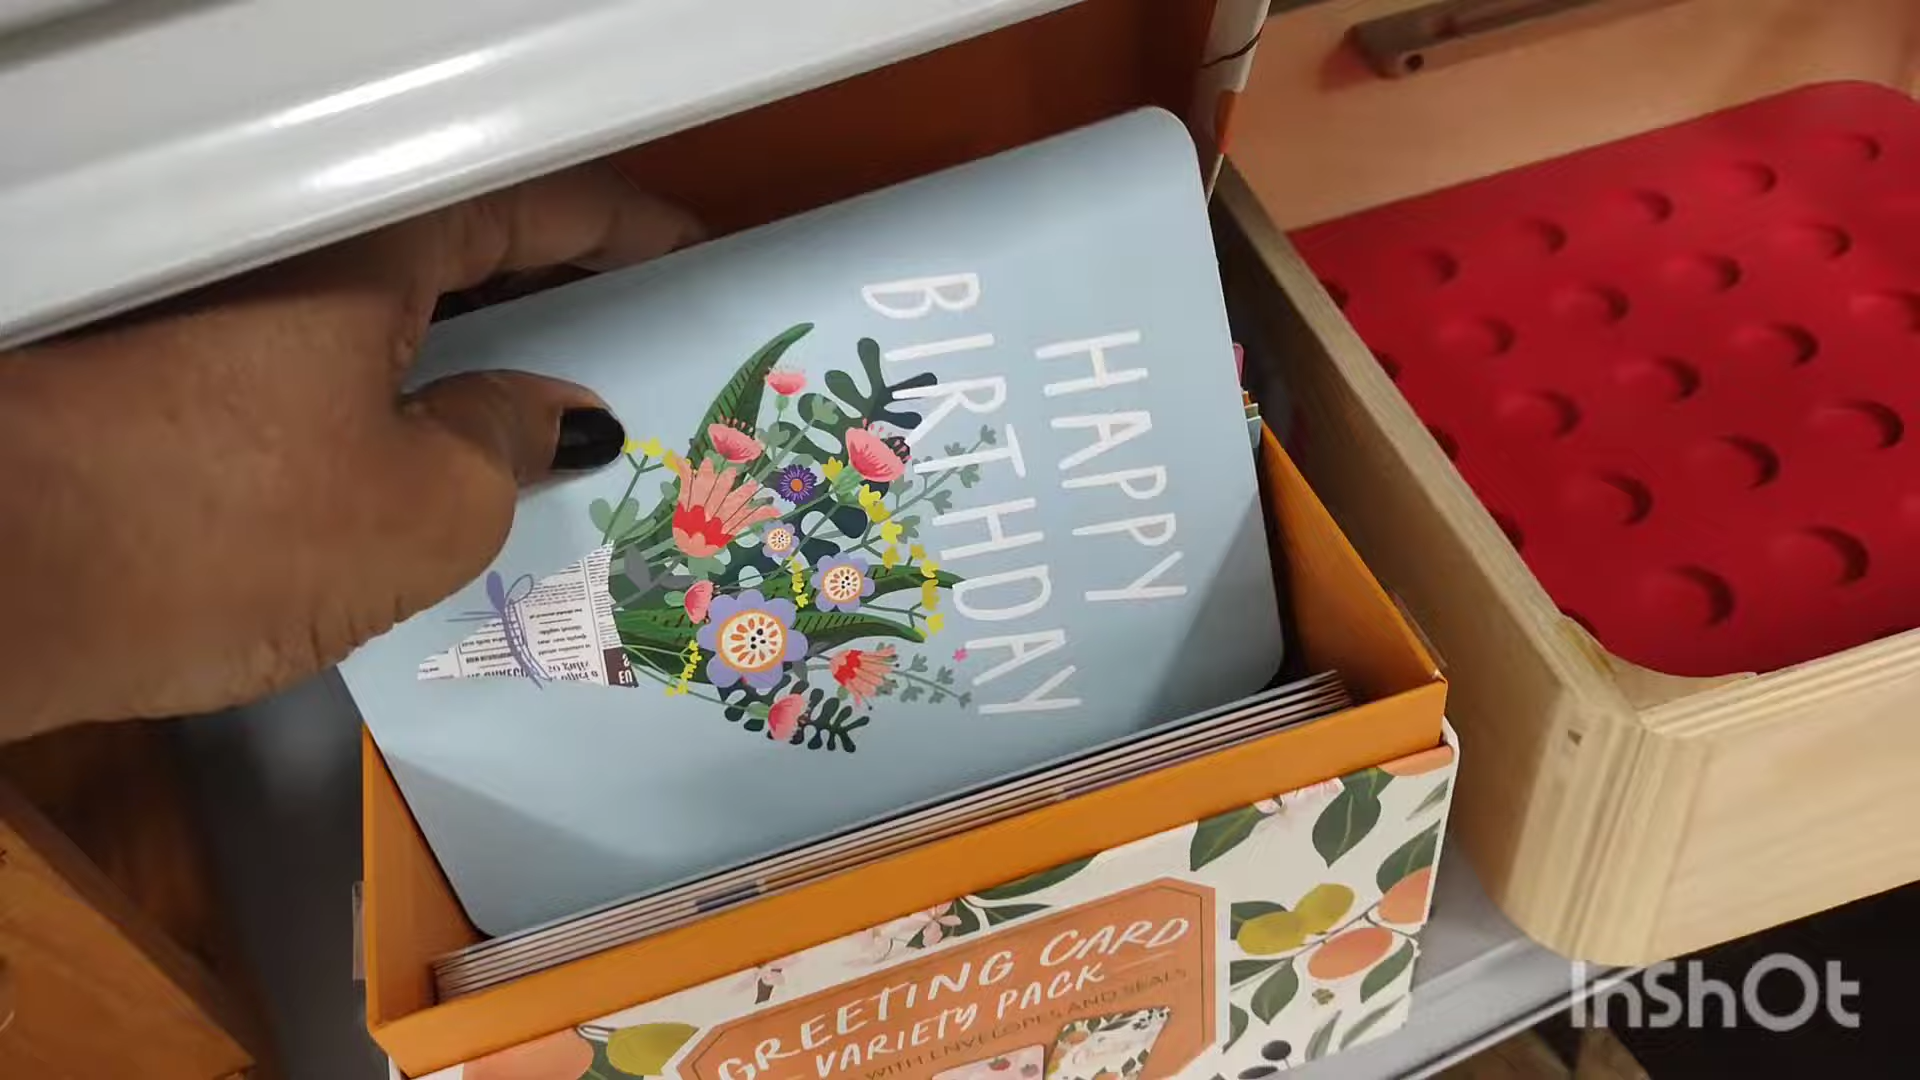 HAPPY
BIRTHDAY
GREETING CARD
VARIETY PACK
WITH ENVELOPES AND SEALS
InShOt